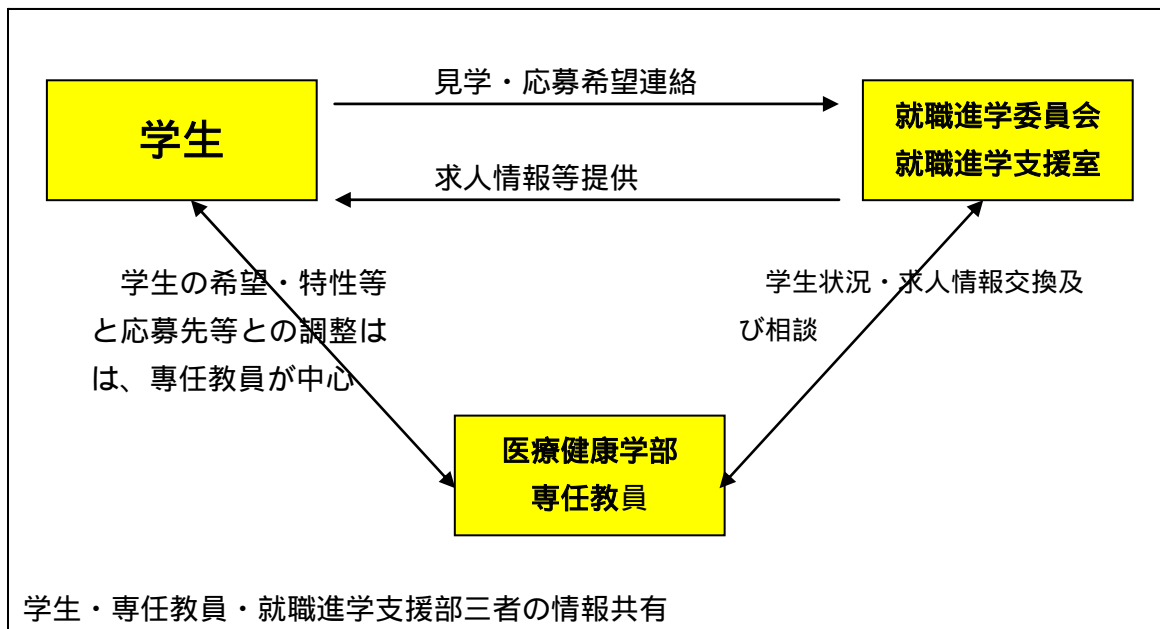 見学・応募希望連絡
学生
就職進学委員会
就職進学支援室
求人情報等提供
学生の希望・特性等
と応募先等との調整は
は、専任教員が中心
学生状況・求人情報交換及
び相談
医療健康学部
専任教員
学生・専任教員・就職進学支援部三者の情報共有